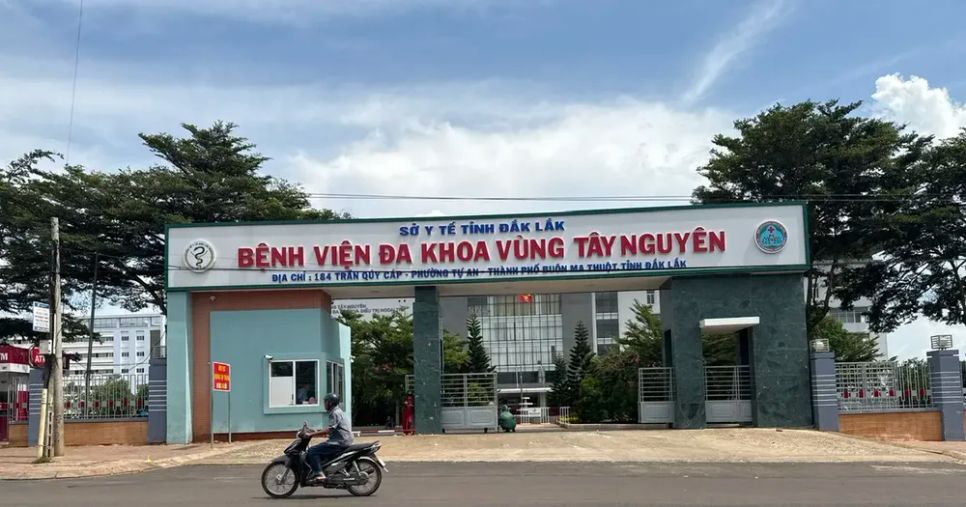 SỞ Y TẾ TỈNH ĐẮK LẮK
BỆNH VIỆN ĐA KHOA VÙNG TÂY NGUYÊN
ĐỊA CHỈ : 184 TRẦN QUÝ CÁP - PHƯỜNG TỰ AN - THÀNH PHỐ BUÔN MA THUỘT, TỈNH ĐẮK LẮK